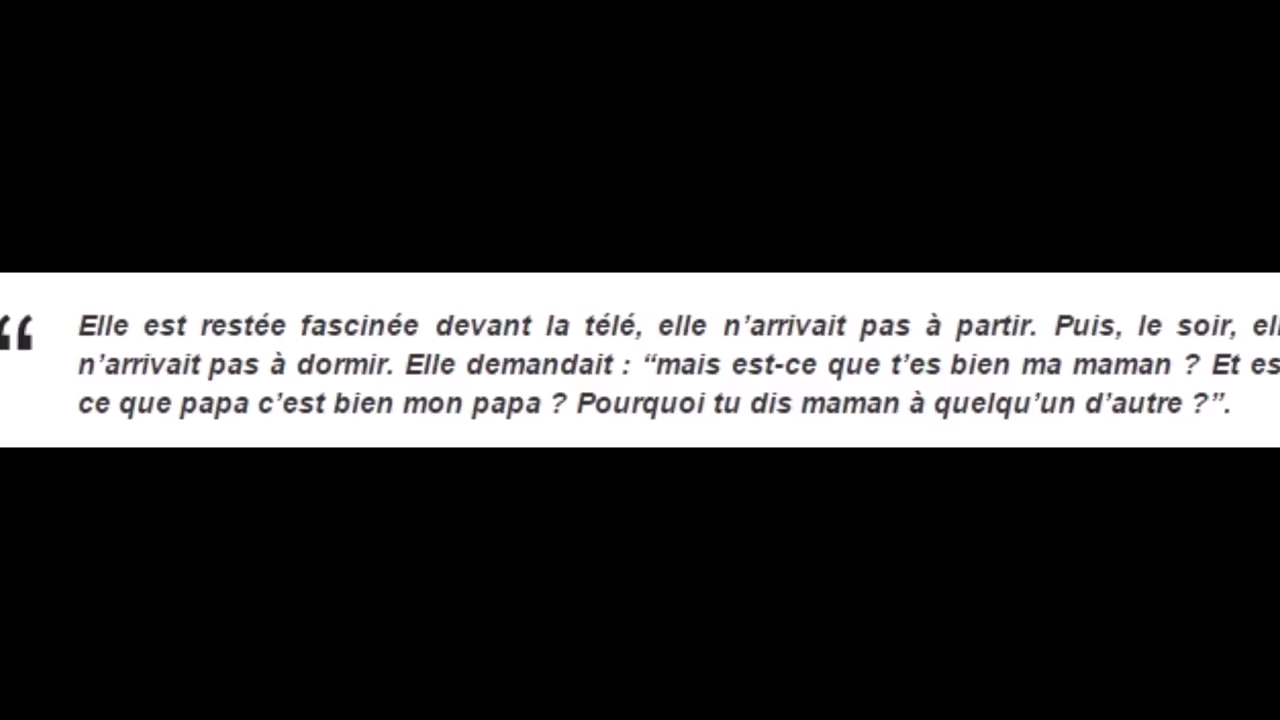 “ Elle est restée fascinée devant la télé, elle n’arrivait pas à partir. Puis, le soir, ell
n’arrivait pas à dormir. Elle demandait : “mais est-ce que t’es bien ma maman ? Et es
ce que papa c’est bien mon papa ? Pourquoi tu dis maman à quelqu’un d’autre ?”.